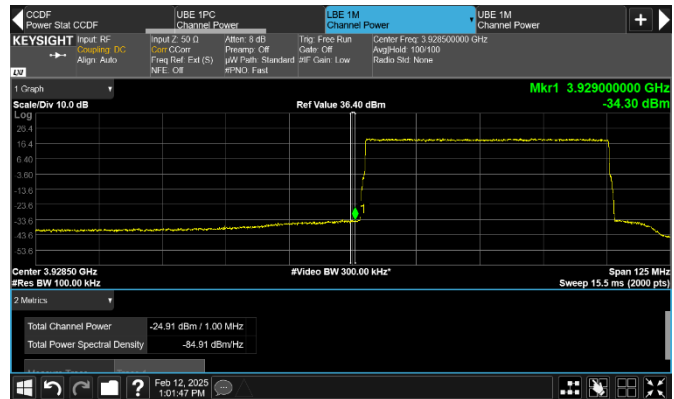 CCDF
Power Stat CCDF
UBE 1PC
Channel Power
LBE 1M
Channel Power
UBE 1M
Channel Power
KEYSIGHT
Input: RF
Coupling: DC
Align: Auto
Input Z: 50 Ω
Corr CCorr
Freq Ref: Ext (S)
NFE: Off
Atten: 8 dB
Preamp: Off
µW Path: Standard
#PNO: Fast
Trig: Free Run
Gate: Off
#IF Gain: Low
Center Freq: 3.928500000 GHz
Avg|Hold: 100/100
Radio Std: None
LXI
1 Graph
Mkr1 3.929000000 GHz
-34.30 dBm
Scale/Div 10.0 dB
Ref Value 36.40 dBm
Log
26.4
16.4
6.40
-3.60
-13.6
-23.6
-33.6
-43.6
-53.6
1
Center 3.92850 GHz
#Video BW 300.00 kHz*
Span 125 MHz
#Res BW 100.00 kHz
Sweep 15.5 ms (2000 pts)
2 Metrics
Total Channel Power -24.91 dBm / 1.00 MHz
Total Power Spectral Density -84.91 dBm/Hz
?
Feb 12, 2025
1:01:47 PM